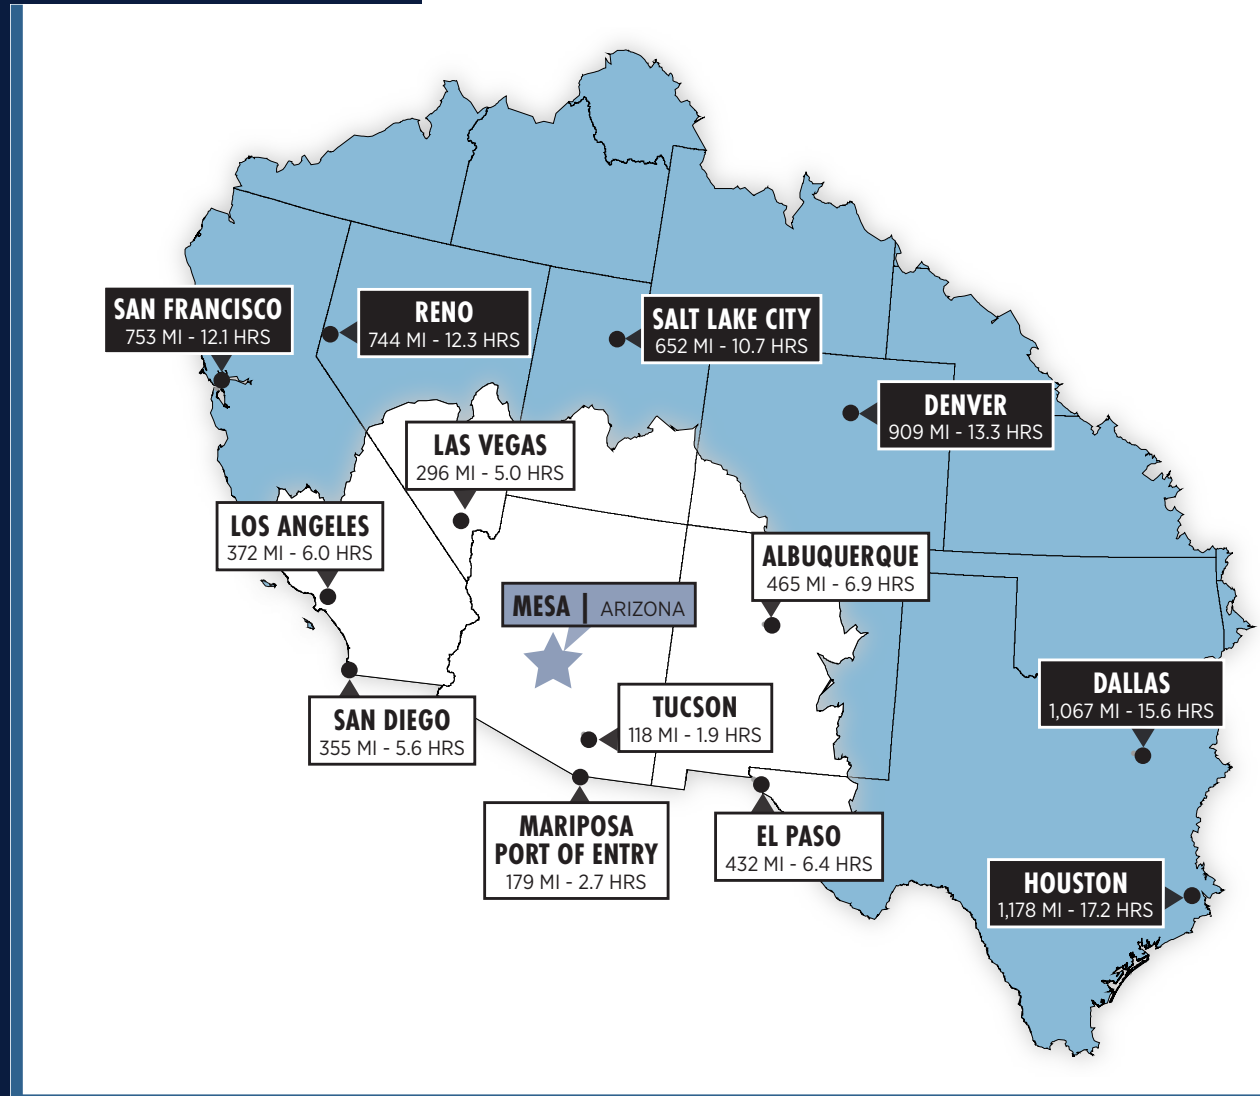 SAN FRANCISCO
753 MI - 12.1 HRS
RENO
744 MI - 12.3 HRS
SALT LAKE CITY
652 MI - 10.7 HRS
DENVER
909 MI - 13.3 HRS
LAS VEGAS
296 MI - 5.0 HRS
LOS ANGELES
372 MI - 6.0 HRS
ALBUQUERQUE
465 MI - 6.9 HRS
MESA | ARIZONA
DALLAS
1,067 MI - 15.6 HRS
TUCSON
118 MI - 1.9 HRS
SAN DIEGO
355 MI - 5.6 HRS
MARIPOSA
PORT OF ENTRY
179 MI - 2.7 HRS
EL PASO
432 MI - 6.4 HRS
HOUSTON
1,178 MI - 17.2 HRS